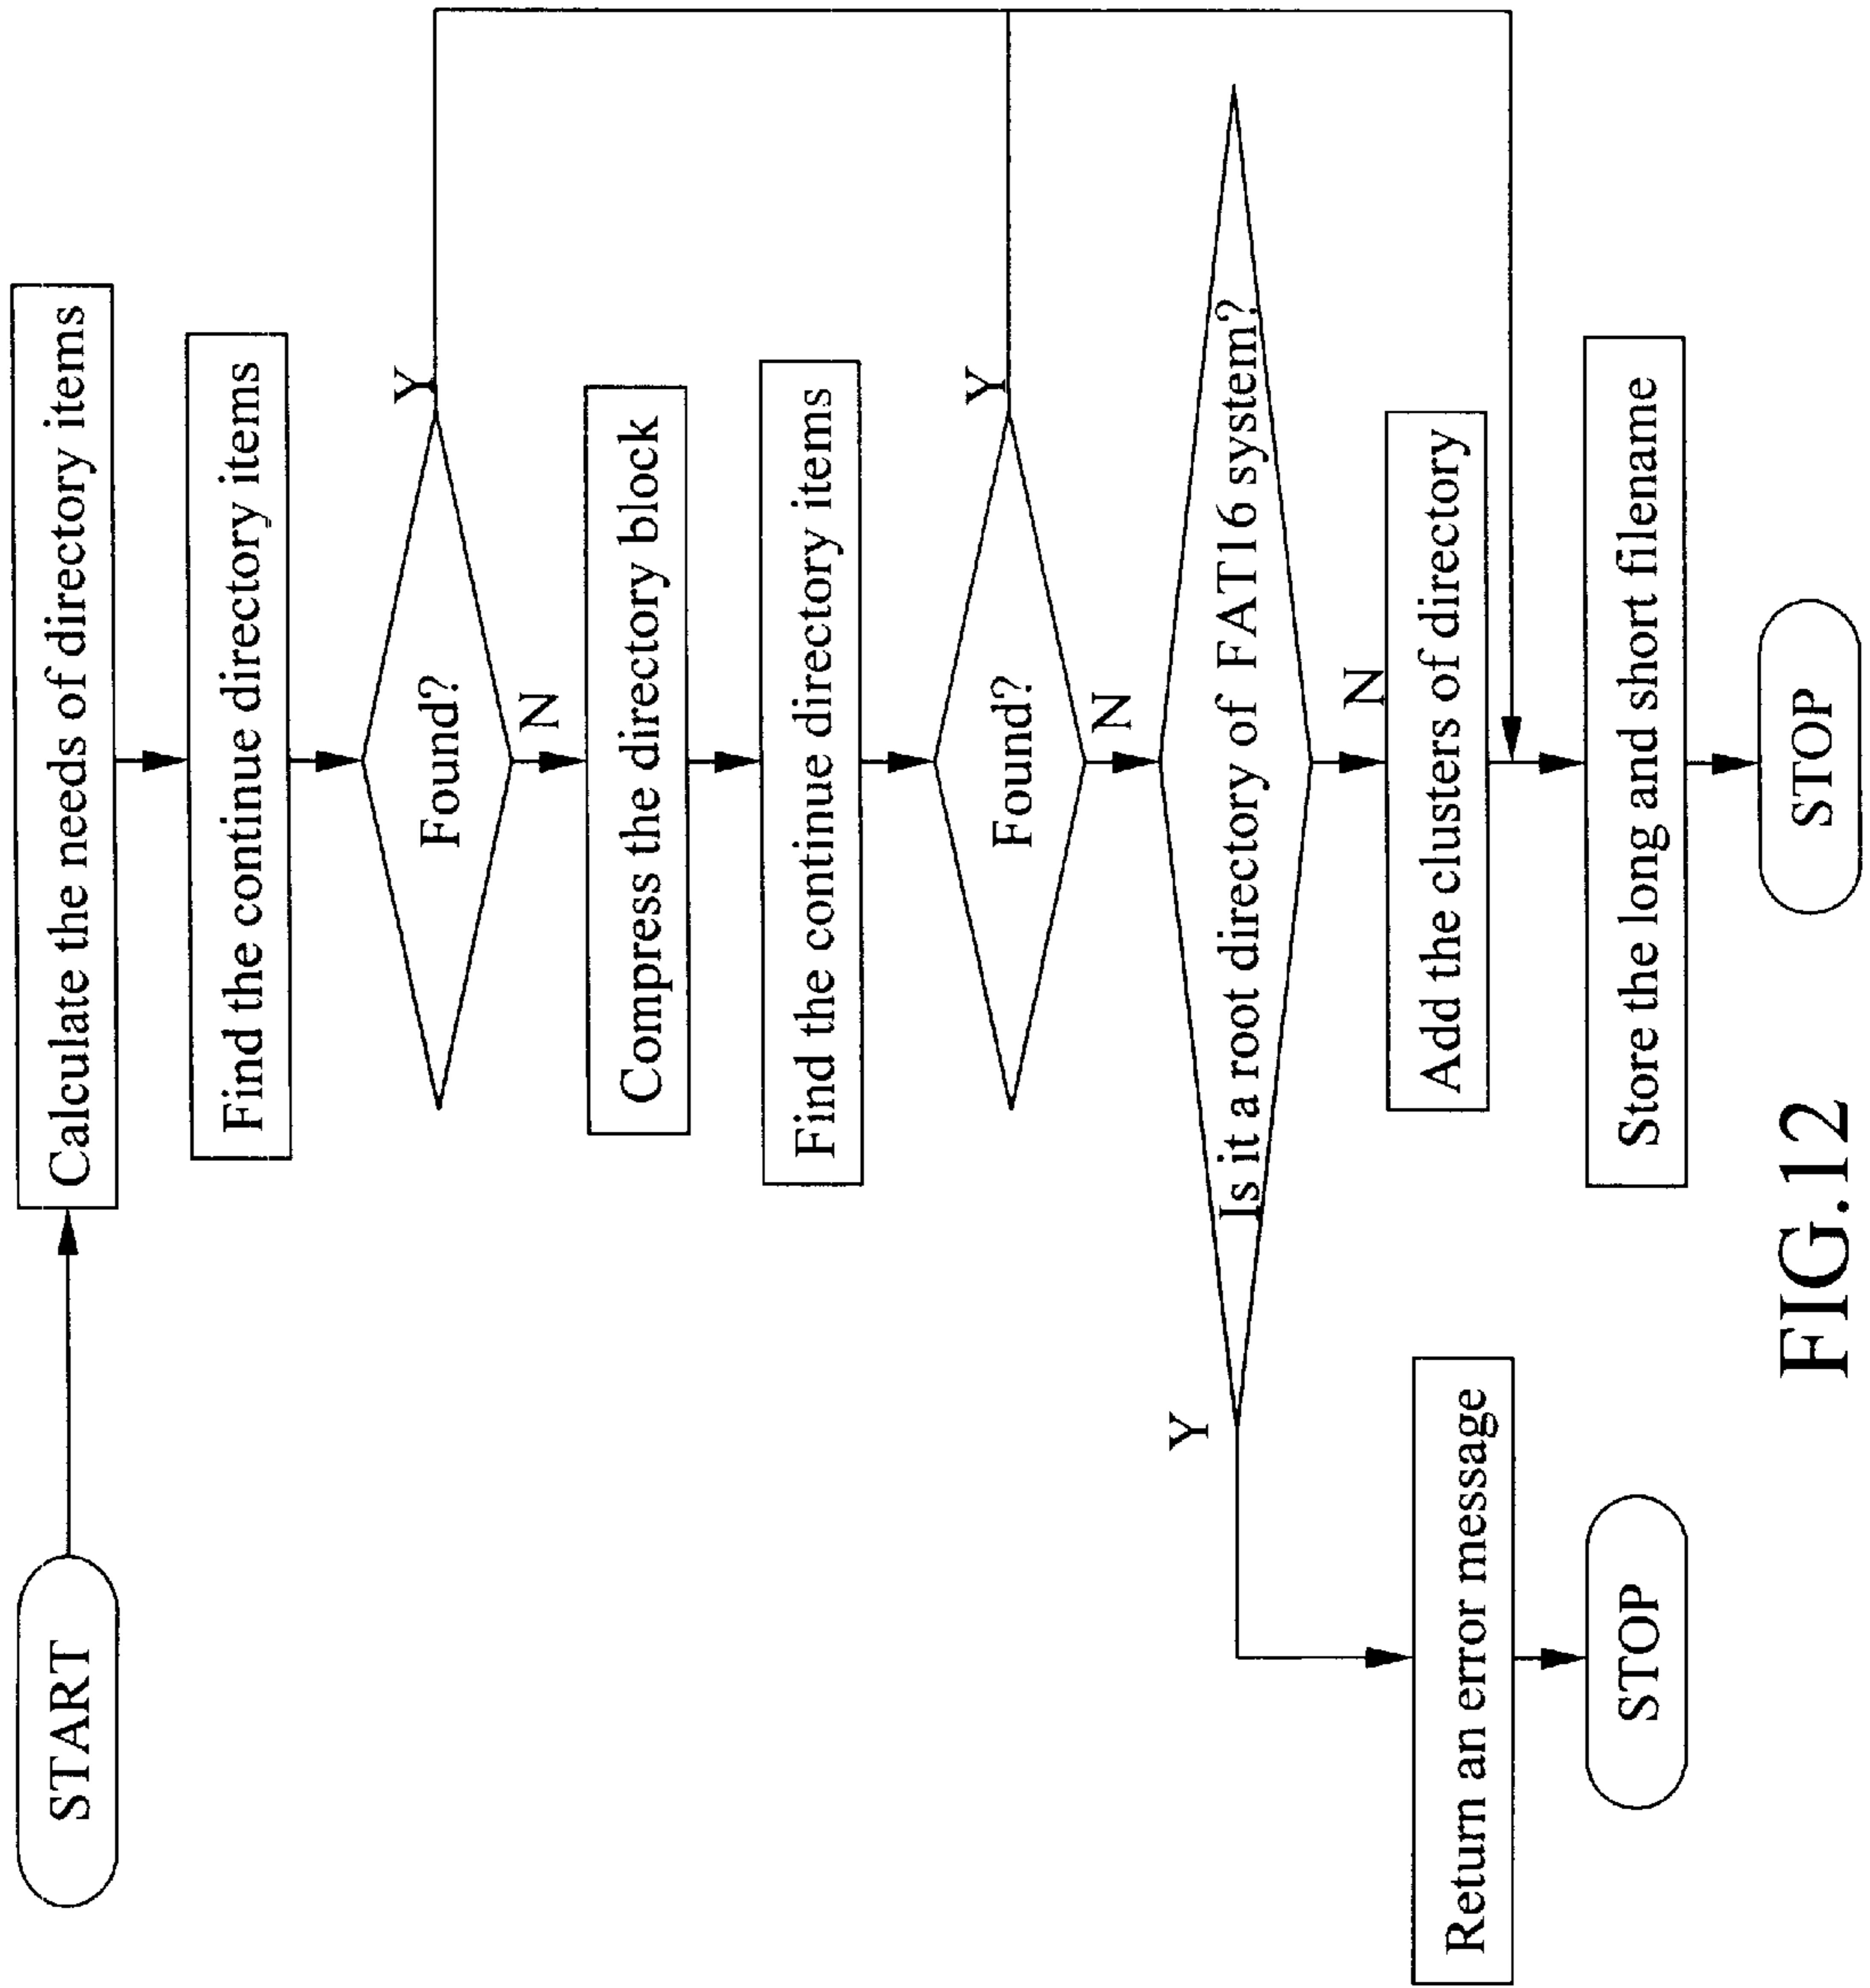 START
Calculate the needs of directory items
Find the continue directory items
Found?
Y
N
Compress the directory block
Find the continue directory items
Found?
Y
N
Is it a root directory of FAT16 system?
Y
N
Return an error message
STOP
Add the clusters of directory
Store the long and short filename
STOP
FIG.12